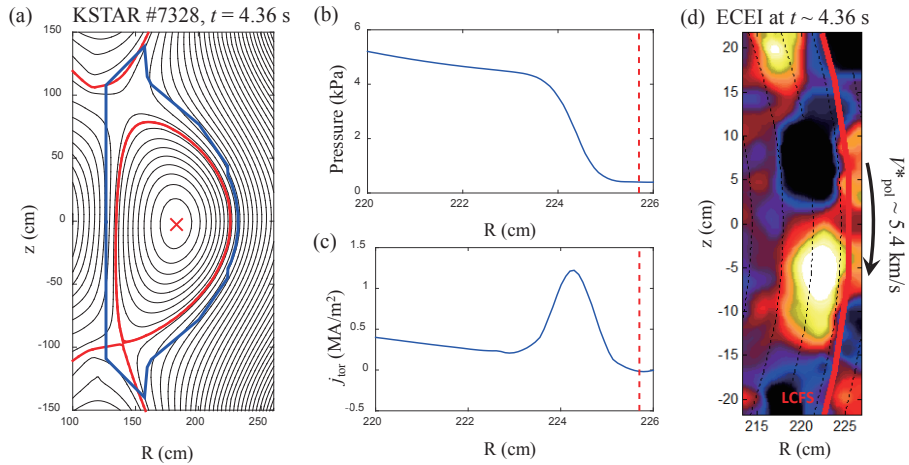 (a) KSTAR #7328, t = 4.36 s
150
100
50
0
-50
-100
-150
z (cm)
100 150 200 250
R (cm)
(b)
6
4
2
0
Pressure (kPa)
220 222 224 226
R (cm)
(c)
1
0.5
0
-0.5
j_tor (MA/m²)
220 222 224 226
R (cm)
(d) ECEI at t ~ 4.36 s
20
15
10
5
0
-5
-10
-15
-20
z (cm)
LCFS
215 220 225
R (cm)
V*pol ~ 5.4 km/s